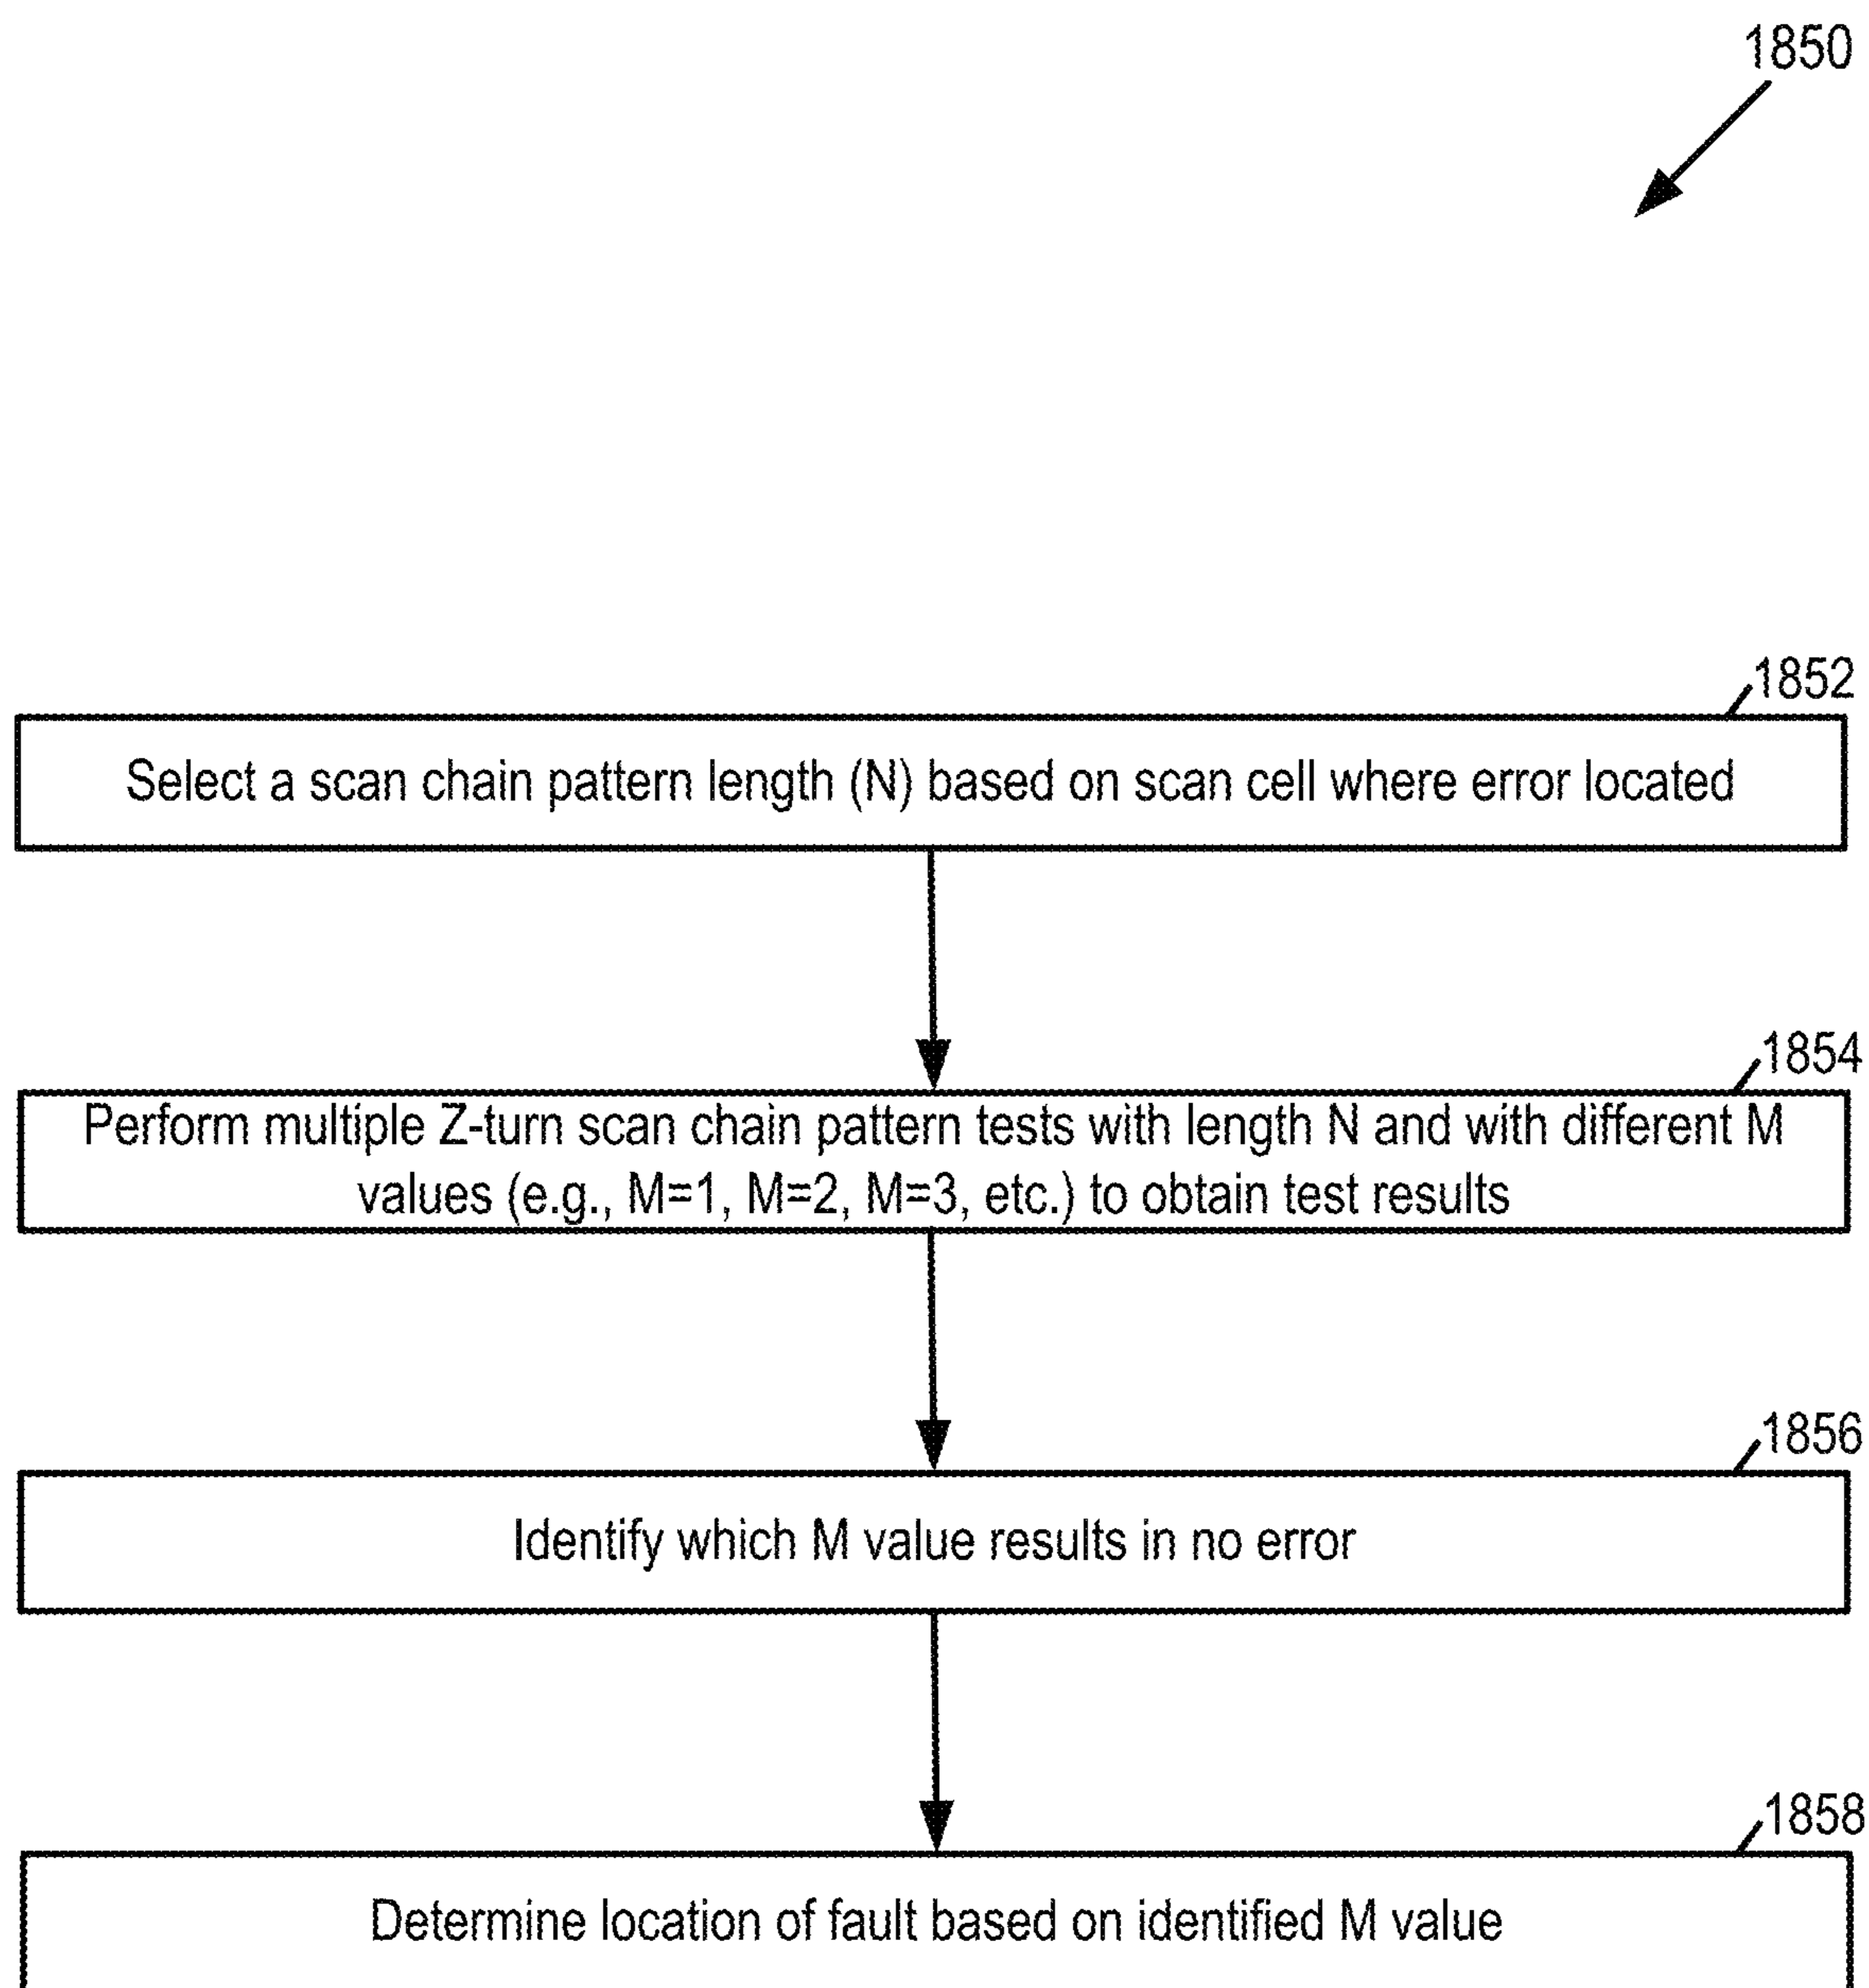 1850
1852
Select a scan chain pattern length (N) based on scan cell where error located
1854
Perform multiple Z-turn scan chain pattern tests with length N and with different M
values (e.g., M=1, M=2, M=3, etc.) to obtain test results
1856
Identify which M value results in no error
1858
Determine location of fault based on identified M value